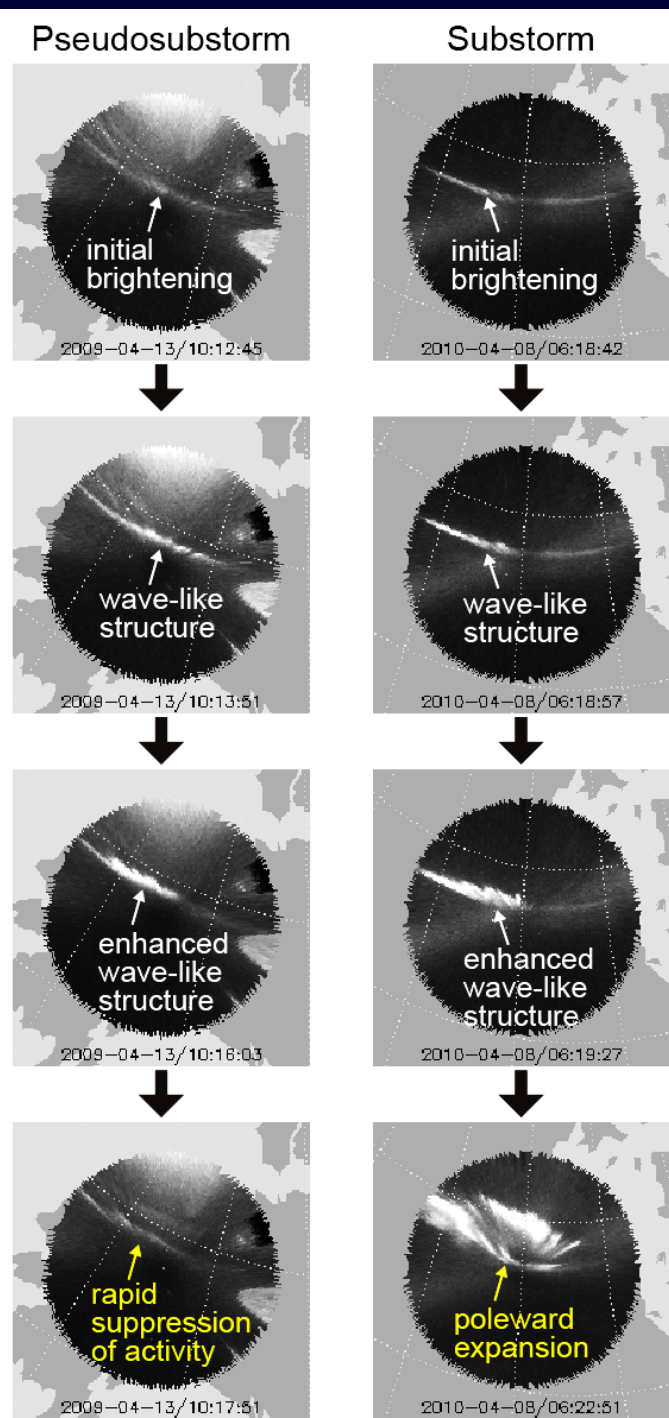 Pseudosubstorm
Substorm
initial
brightening
2009-04-13/10:12:45
initial
brightening
2010-04-08/06:18:42
wave-like
structure
2009-04-13/10:13:51
wave-like
structure
2010-04-08/06:18:57
enhanced
wave-like
structure
2009-04-13/10:16:03
enhanced
wave-like
structure
2010-04-08/06:19:27
rapid
suppression
of activity
2009-04-13/10:17:51
poleward
expansion
2010-04-08/06:22:51